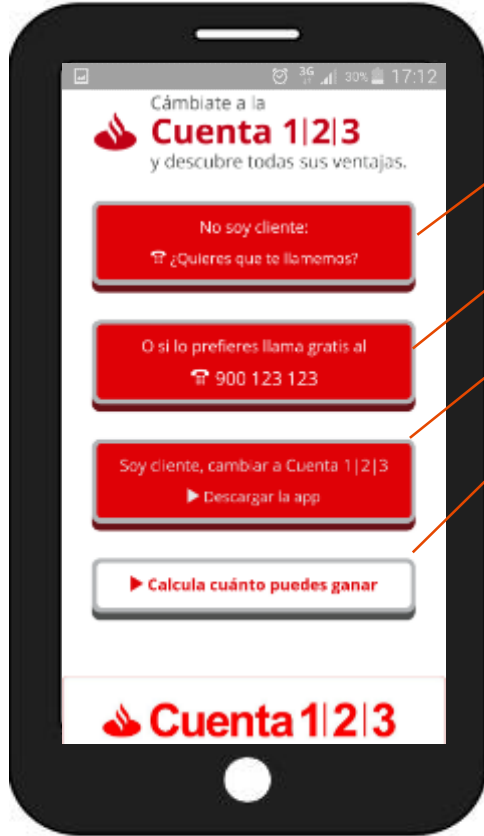 3G 30% 17:12
Cámbiate a la
Cuenta 1|2|3
y descubre todas sus ventajas.
No soy cliente:
¿Quieres que te llamemos?
O si lo prefieres llama gratis al
900 123 123
Soy cliente, cambiar a Cuenta 1|2|3
Descargar la app
Calcula cuánto puedes ganar
Cuenta 1|2|3